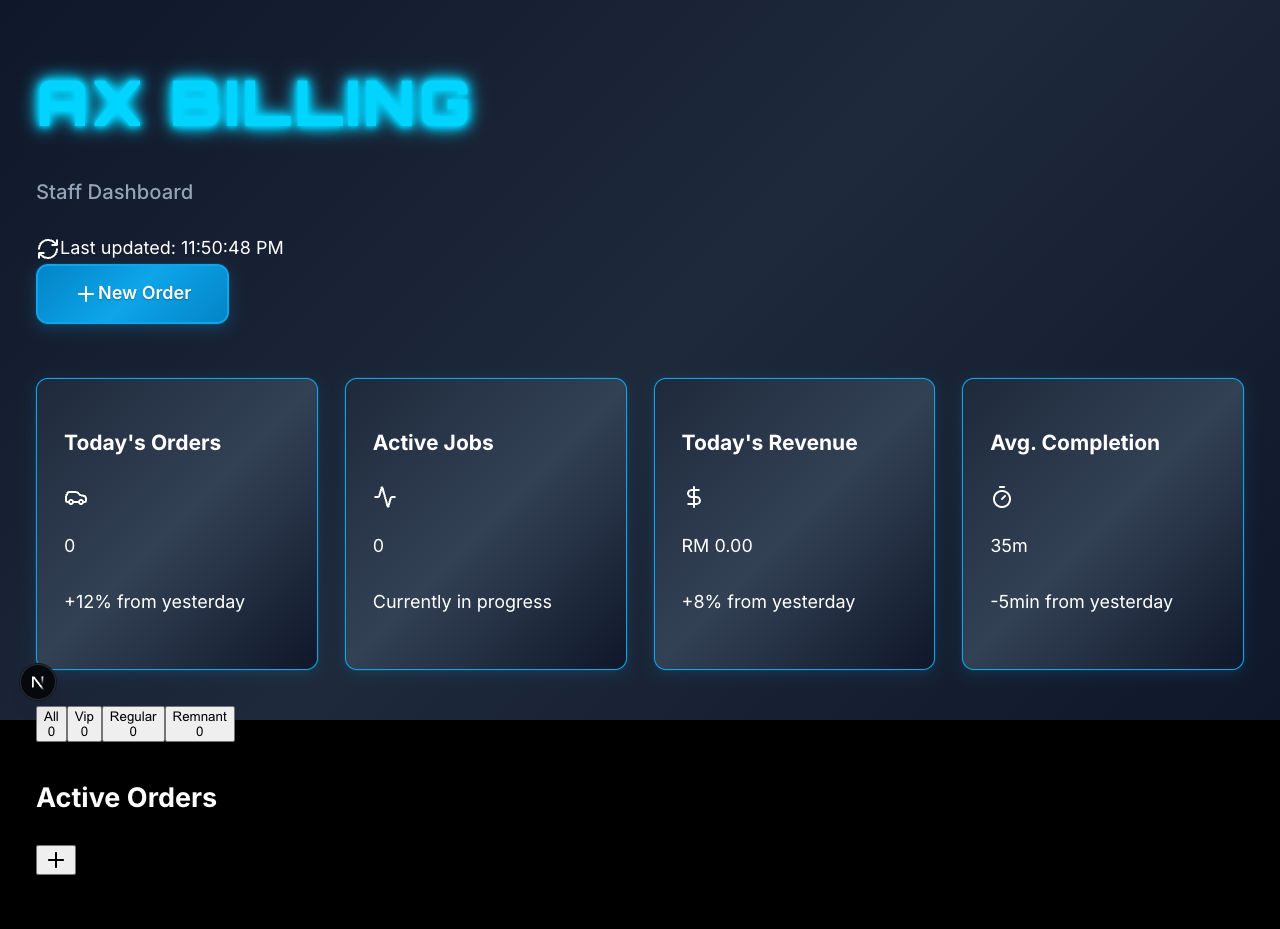 AX BILLING
Staff Dashboard
Last updated: 11:50:48 PM
New Order
Today's Orders
0
+12% from yesterday
Active Jobs
0
Currently in progress
Today's Revenue
RM 0.00
+8% from yesterday
Avg. Completion
35m
-5min from yesterday
N
All
0
Vip
0
Regular
0
Remnant
0
Active Orders